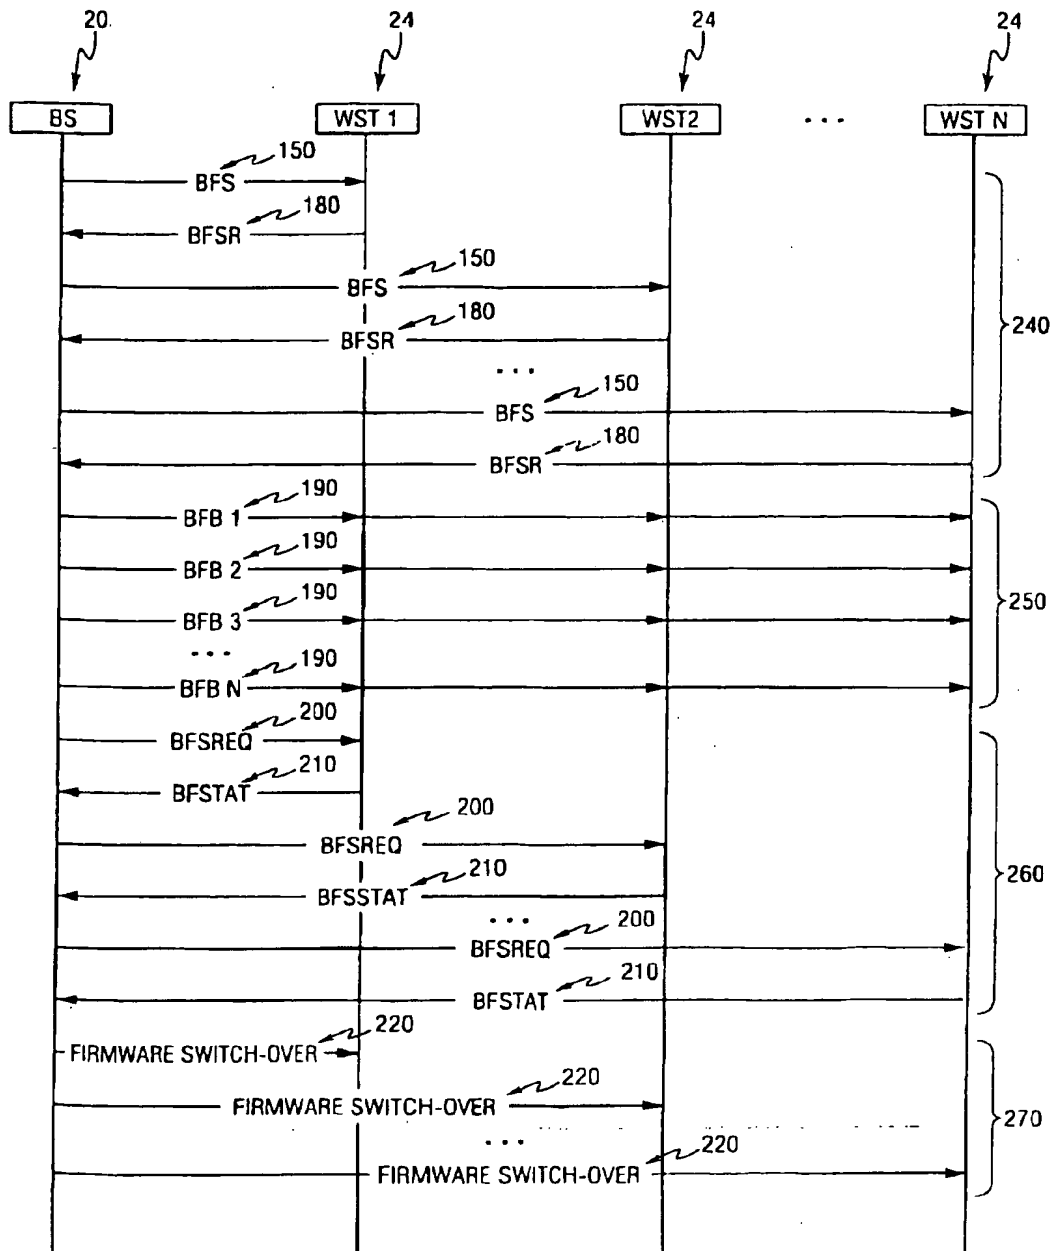 20 24 24 24
BS WST 1 WST2 ... WST N
150
BFS
180
BFSR
150
BFS
180
BFSR
...
150
BFS
180
BFSR
240
190
BFB 1
190
BFB 2
190
BFB 3
...
190
BFB N
250
200
BFSREQ
210
BFSTAT
200
BFSREQ
210
BFSSTAT
...
200
BFSREQ
210
BFSTAT
260
220
FIRMWARE SWITCH-OVER
220
FIRMWARE SWITCH-OVER
...
220
FIRMWARE SWITCH-OVER
270